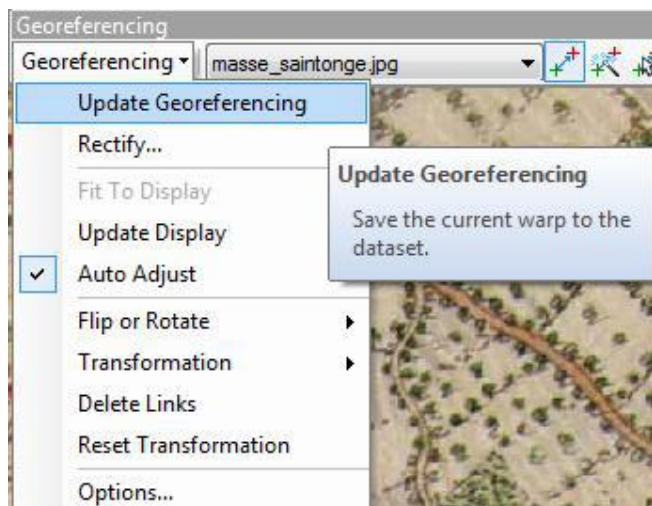 Georeferencing
Georeferencing masse_saintonge.jpg
Update Georeferencing
Rectify...
Fit To Display
Update Display
Auto Adjust
Flip or Rotate
Transformation
Delete Links
Reset Transformation
Options...
Update Georeferencing
Save the current warp to the
dataset.